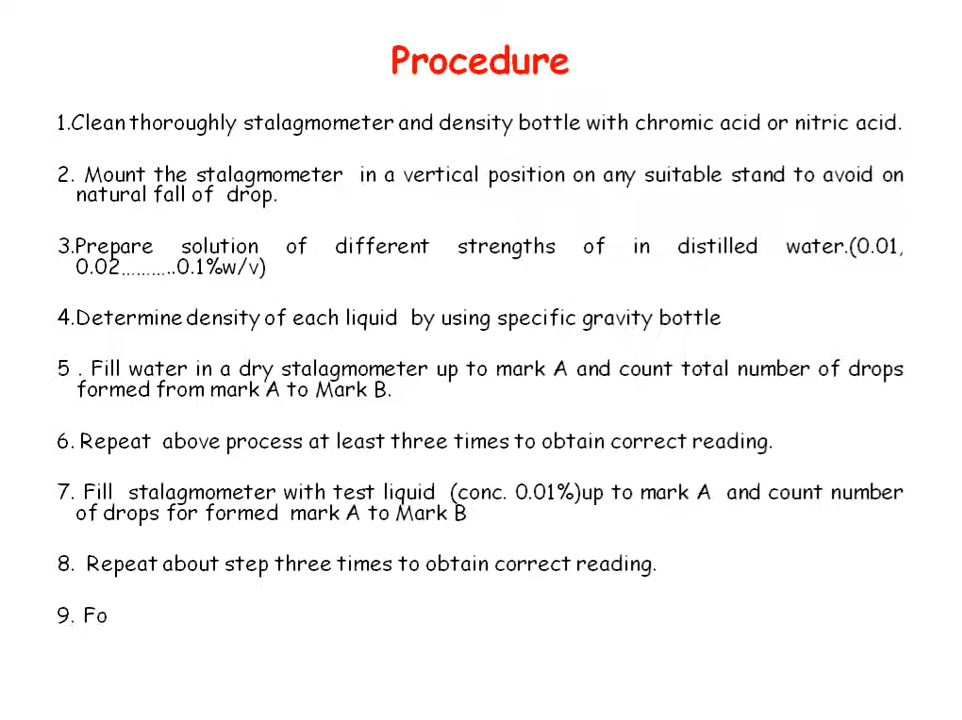 Procedure
1.Clean thoroughly stalagmometer and density bottle with chromic acid or nitric acid.
2. Mount the stalagmometer in a vertical position on any suitable stand to avoid on
natural fall of drop.
3.Prepare solution of different strengths of in distilled water.(0.01,
0.02...........0.1%w/v)
4.Determine density of each liquid by using specific gravity bottle
5 . Fill water in a dry stalagmometer up to mark A and count total number of drops
formed from mark A to Mark B.
6. Repeat above process at least three times to obtain correct reading.
7. Fill stalagmometer with test liquid (conc. 0.01%)up to mark A and count number
of drops for formed mark A to Mark B
8. Repeat about step three times to obtain correct reading.
9. Fo